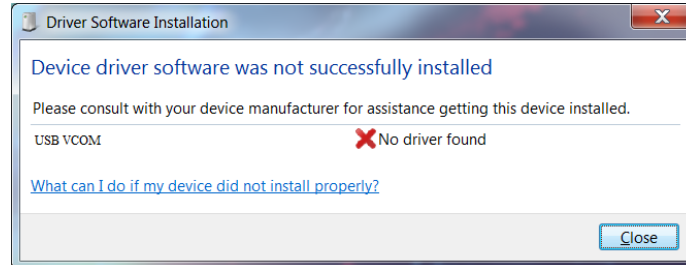 Driver Software Installation
Device driver software was not successfully installed
Please consult with your device manufacturer for assistance getting this device installed.
USB VCOM No driver found
What can I do if my device did not install properly?
Close